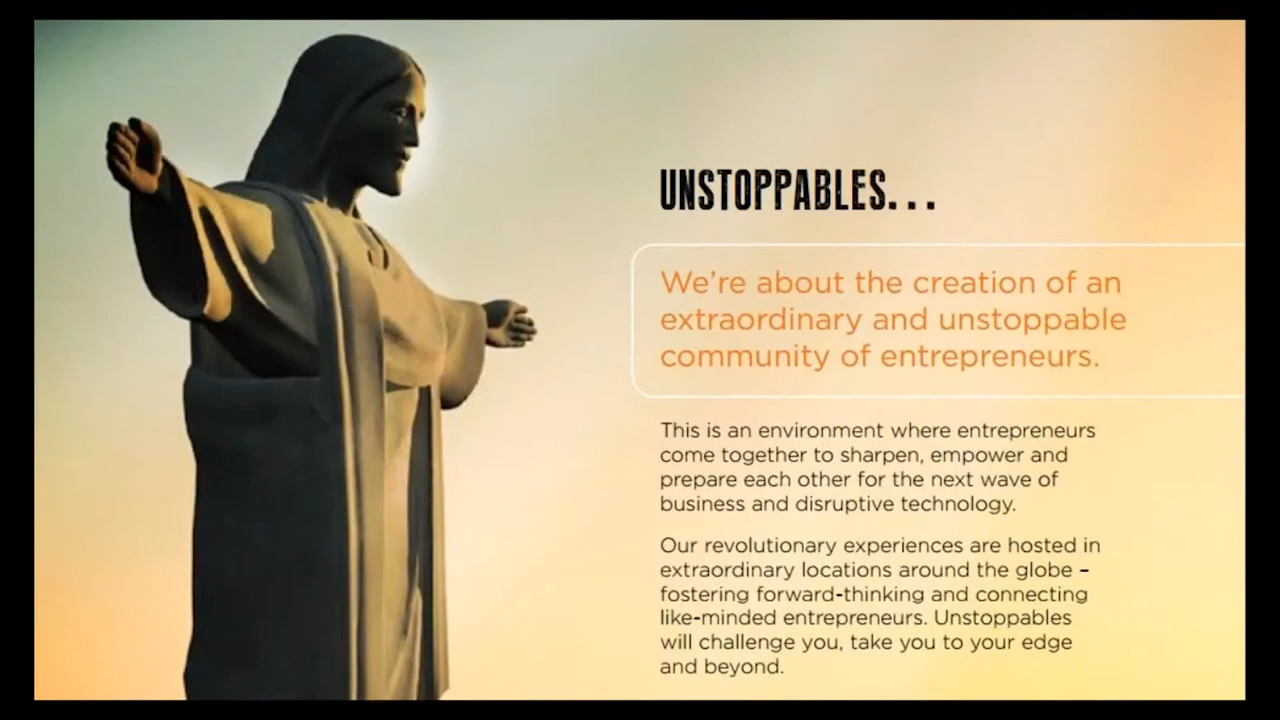 UNSTOPPABLES...
We're about the creation of an
extraordinary and unstoppable
community of entrepreneurs.
This is an environment where entrepreneurs
come together to sharpen, empower and
prepare each other for the next wave of
business and disruptive technology.
Our revolutionary experiences are hosted in
extraordinary locations around the globe –
fostering forward-thinking and connecting
like-minded entrepreneurs. Unstoppables
will challenge you, take you to your edge
and beyond.